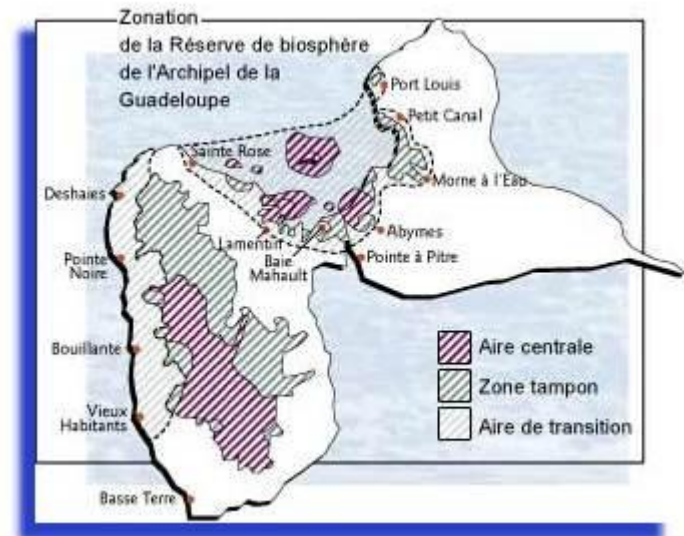 Zonation
de la Réserve de biosphère
de l'Archipel de la
Guadeloupe
Port Louis
Petit Canal
Sainte Rose
Morne à l'Eau
Deshaies
Lamentin
Abymes
Baie
Mahault
Pointe à Pitre
Pointe
Noire
Bouillante
Aire centrale
Zone tampon
Vieux
Habitants
Aire de transition
Basse Terre